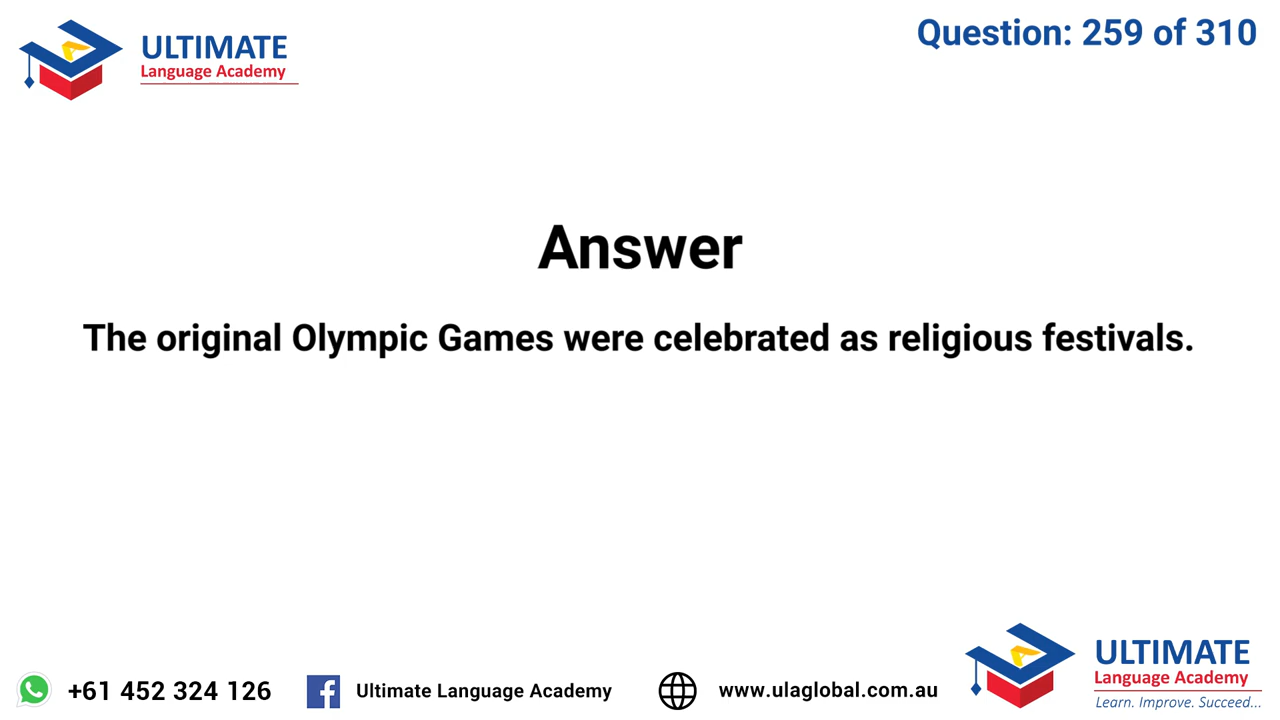 ULTIMATE
Language Academy
Question: 259 of 310
Answer
The original Olympic Games were celebrated as religious festivals.
+61 452 324 126
Ultimate Language Academy
www.ulaglobal.com.au
ULTIMATE
Language Academy
Learn. Improve. Succeed...